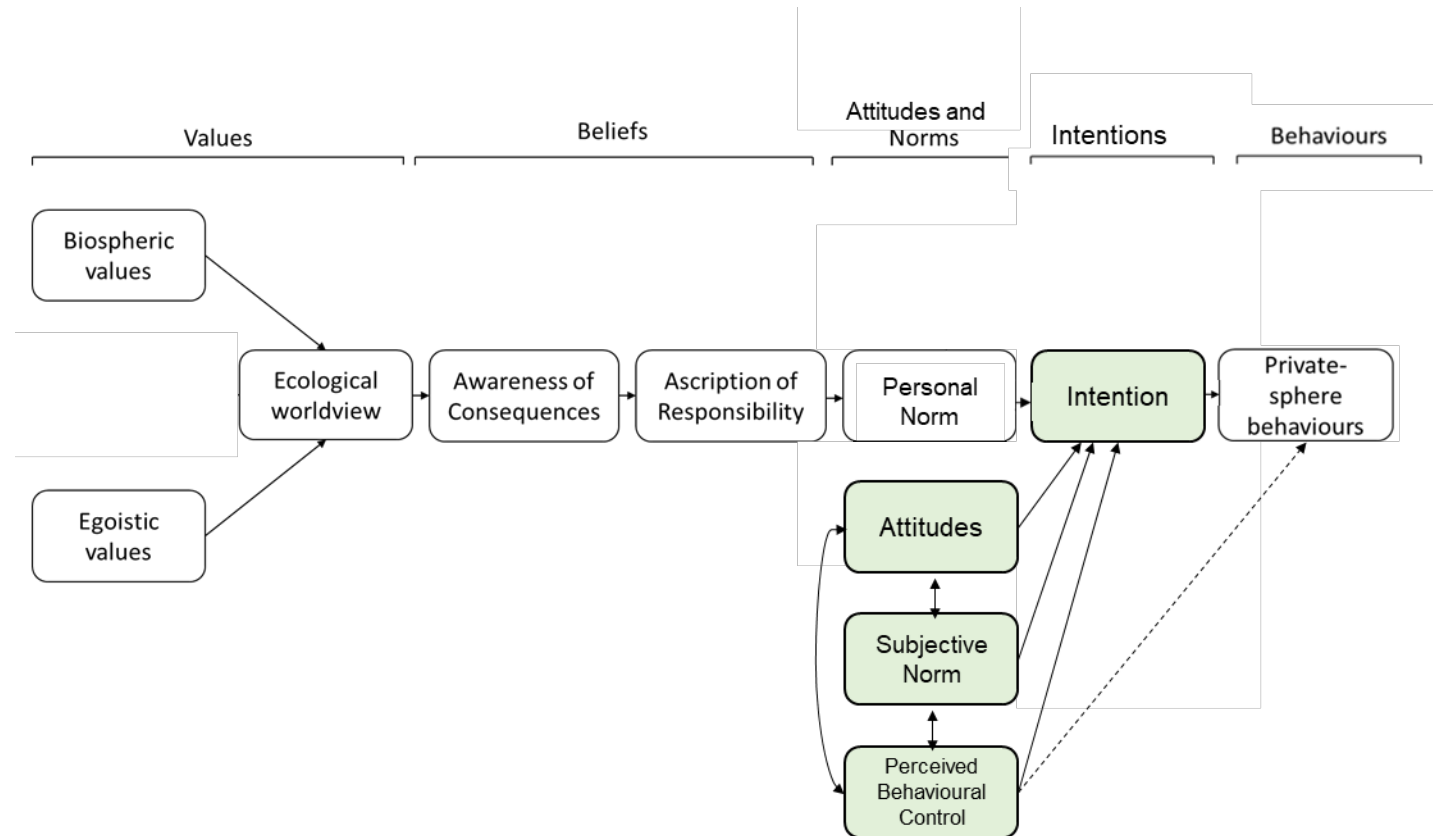 Values
Beliefs
Attitudes and
Norms
Intentions
Behaviours
Biospheric
values
Ecological
worldview
Egoistic
values
Awareness of
Consequences
Ascription of
Responsibility
Personal
Norm
Intention
Private-
sphere
behaviours
Attitudes
Subjective
Norm
Perceived
Behavioural
Control